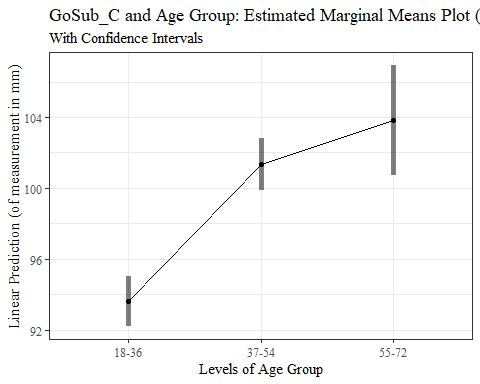 GoSub_C and Age Group: Estimated Marginal Means Plot (
With Confidence Intervals
Linear Prediction (of measurement in mm)
104
100
96
92
18-36 37-54 55-72
Levels of Age Group